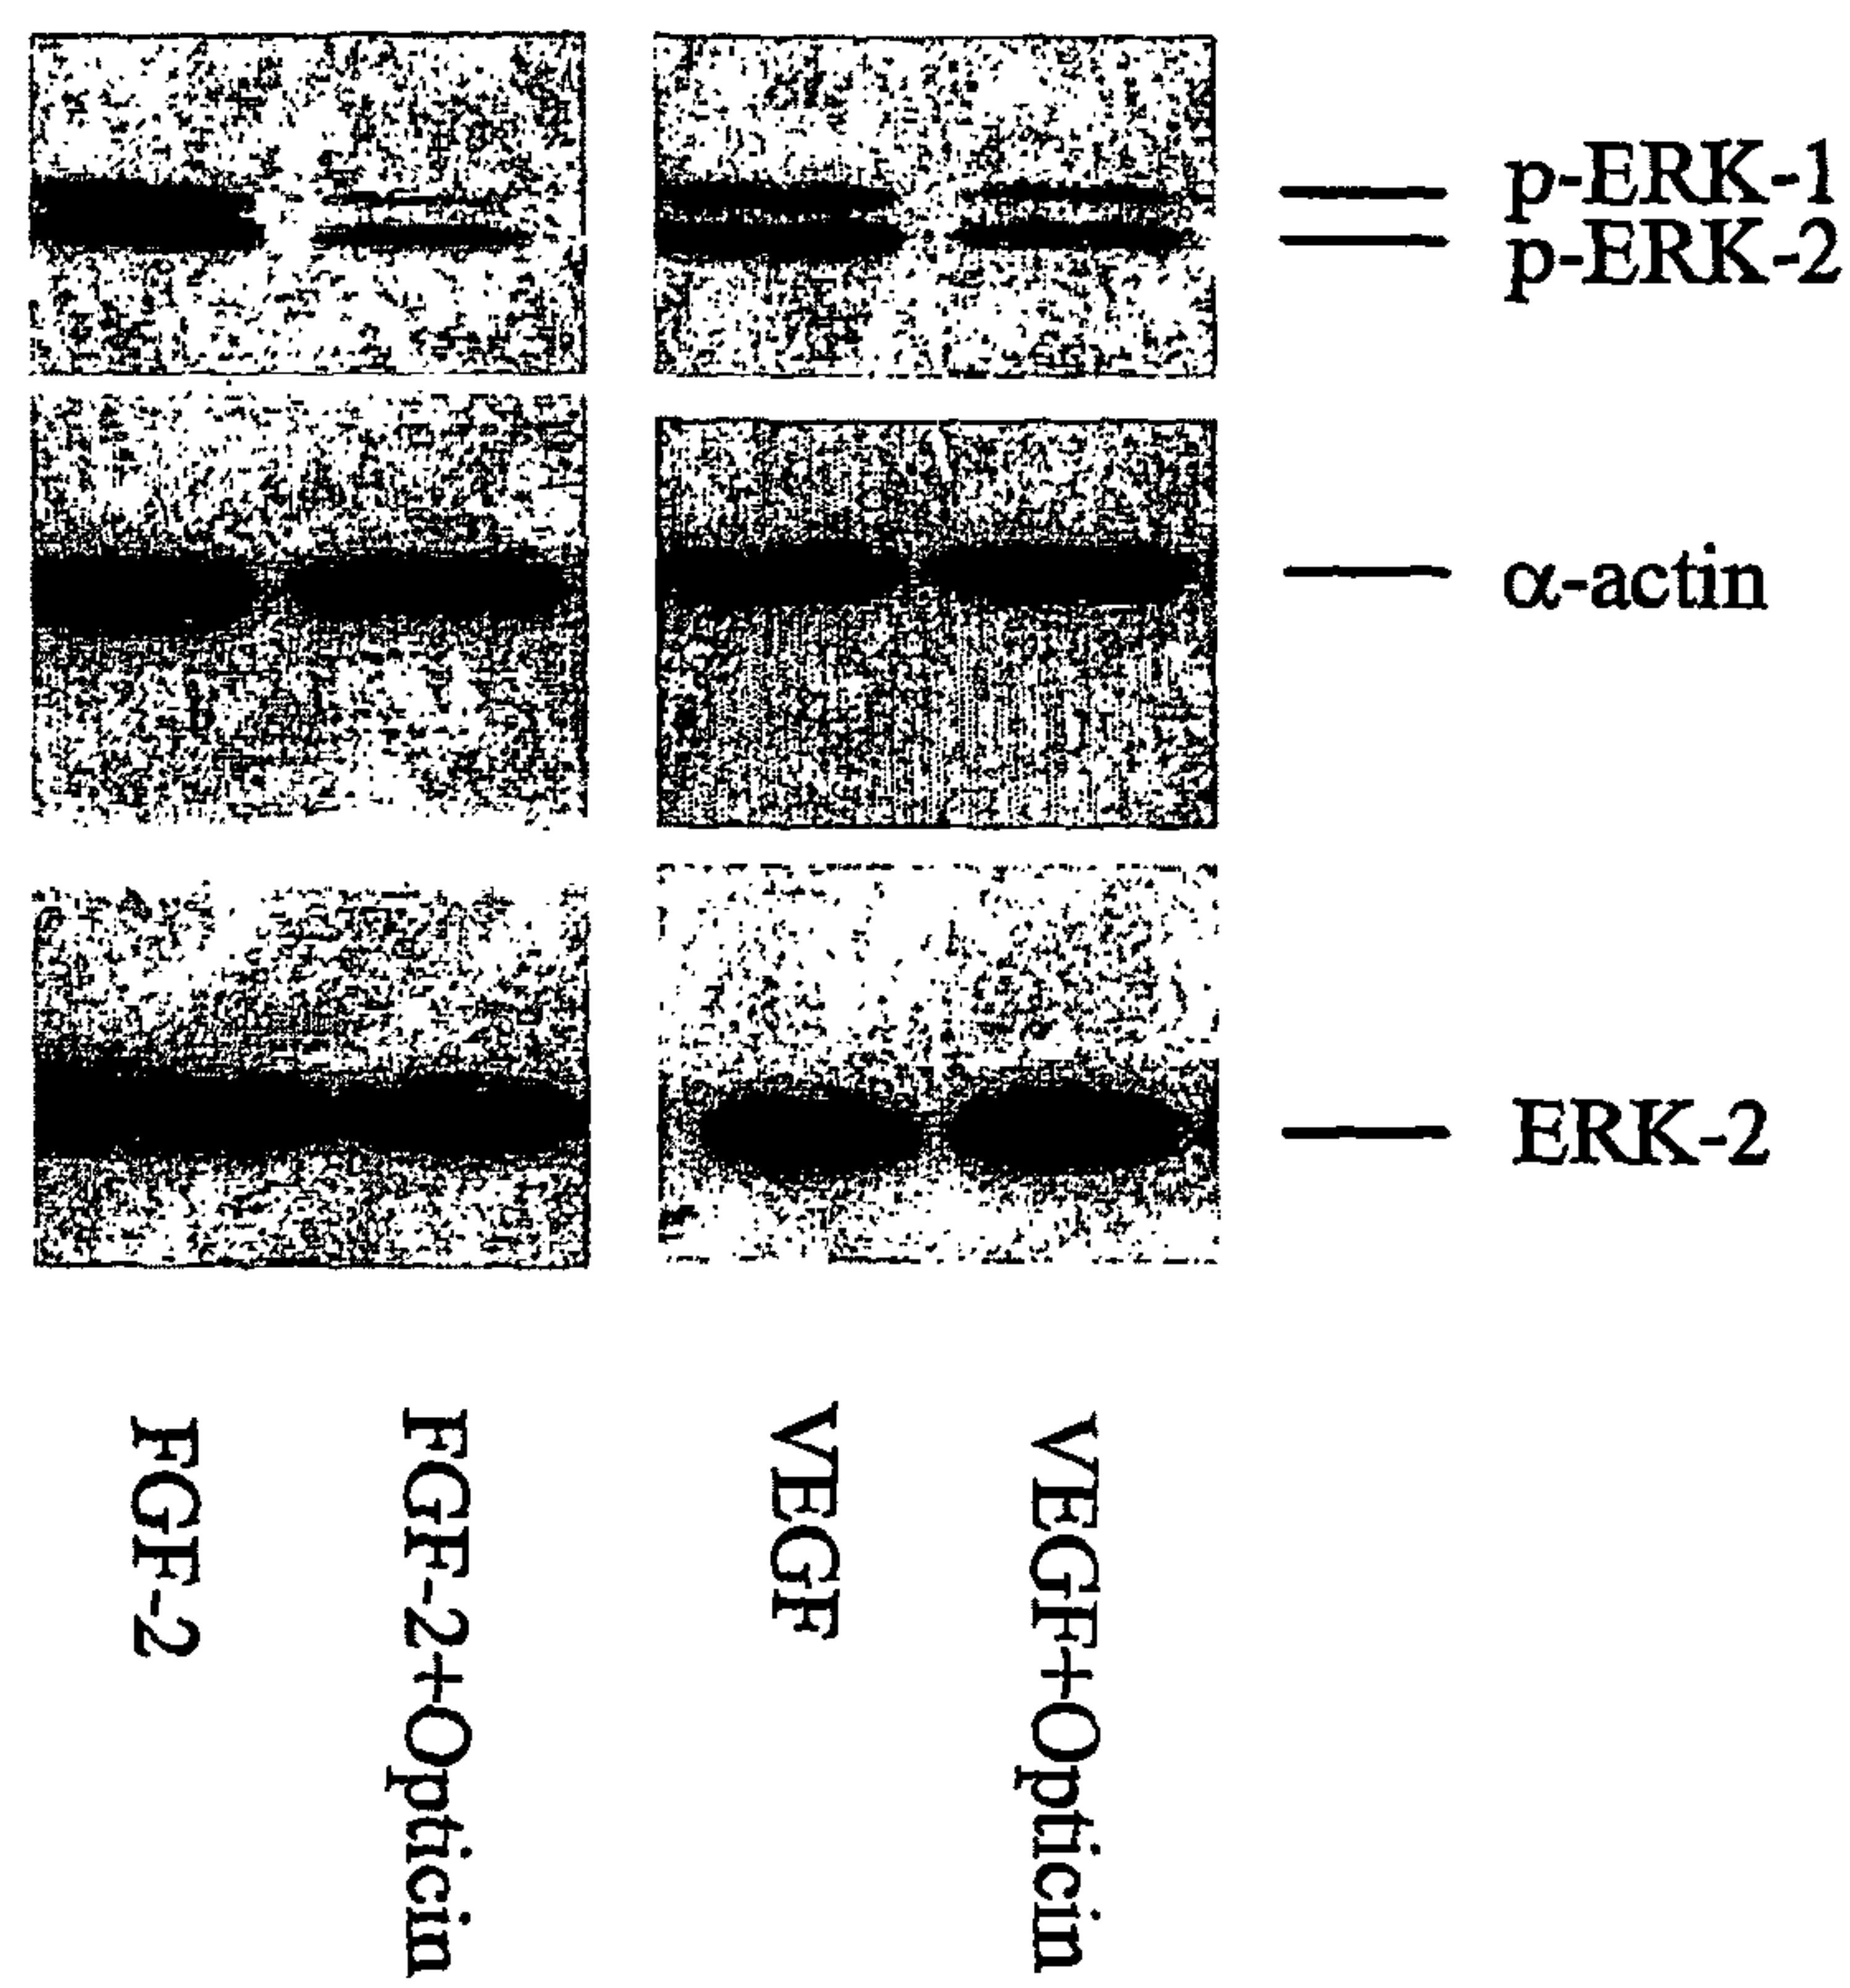 p-ERK-1
p-ERK-2
α-actin
ERK-2
FGF-2
FGF-2+Opticin
VEGF
VEGF+Opticin